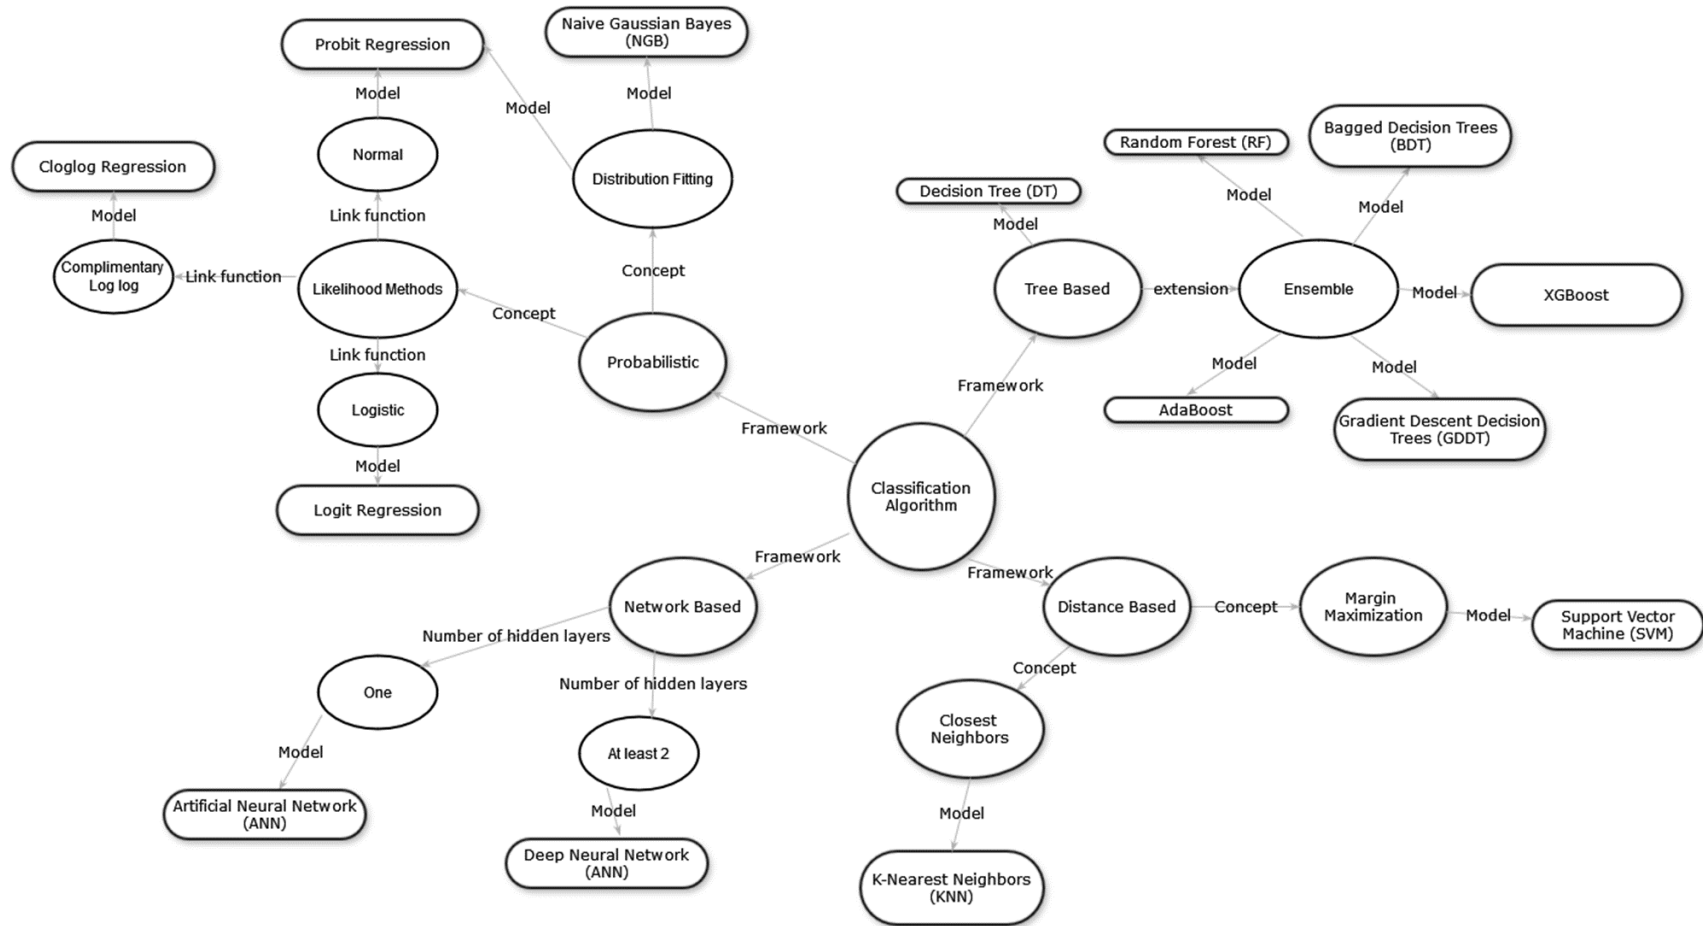 Probit Regression
Naive Gaussian Bayes
(NGB)
Model
Model
Model
Normal
Distribution Fitting
Cloglog Regression
Model
Link function
Complimentary
Log log
Link function
Likelihood Methods
Concept
Concept
Probabilistic
Link function
Logistic
Model
Logit Regression
Framework
Classification
Algorithm
Framework
Tree Based
Model
Decision Tree (DT)
extension
Ensemble
Model
Random Forest (RF)
Model
Bagged Decision Trees
(BDT)
Model
XGBoost
Model
AdaBoost
Model
Gradient Descent Decision
Trees (GDDT)
Framework
Network Based
Number of hidden layers
One
Model
Artificial Neural Network
(ANN)
Number of hidden layers
At least 2
Model
Deep Neural Network
(ANN)
Framework
Distance Based
Concept
Margin
Maximization
Model
Support Vector
Machine (SVM)
Concept
Closest
Neighbors
Model
K-Nearest Neighbors
(KNN)